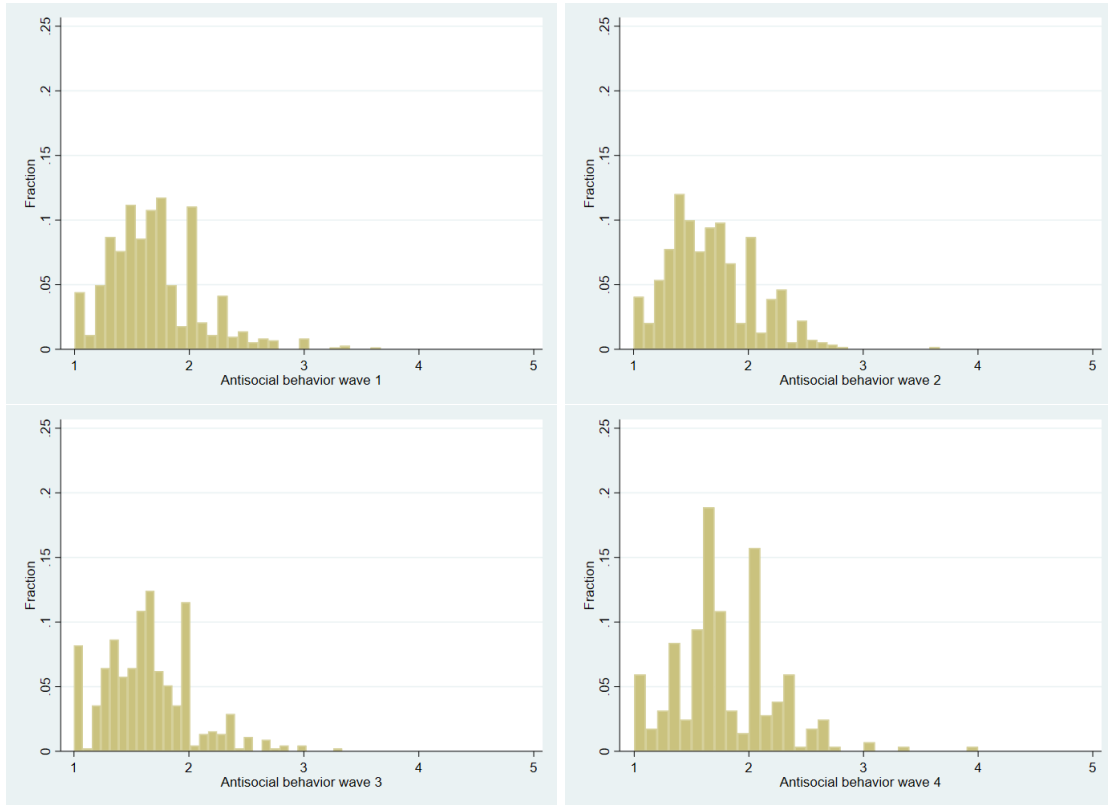 .25
.2
.15
.1
.05
0
Fraction
1 2 3 4 5
Antisocial behavior wave 1
.25
.2
.15
.1
.05
0
Fraction
1 2 3 4 5
Antisocial behavior wave 2
.25
.2
.15
.1
.05
0
Fraction
1 2 3 4 5
Antisocial behavior wave 3
.25
.2
.15
.1
.05
0
Fraction
1 2 3 4 5
Antisocial behavior wave 4